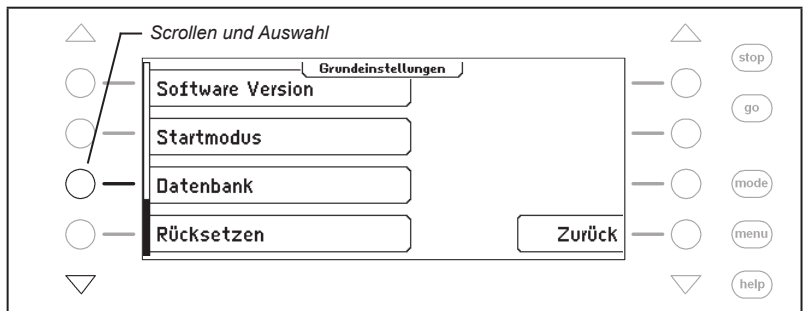 Scrollen und Auswahl
Grundeinstellungen
Software Version
Startmodus
Datenbank
Rücksetzen
Zurück
stop
go
mode
menu
help